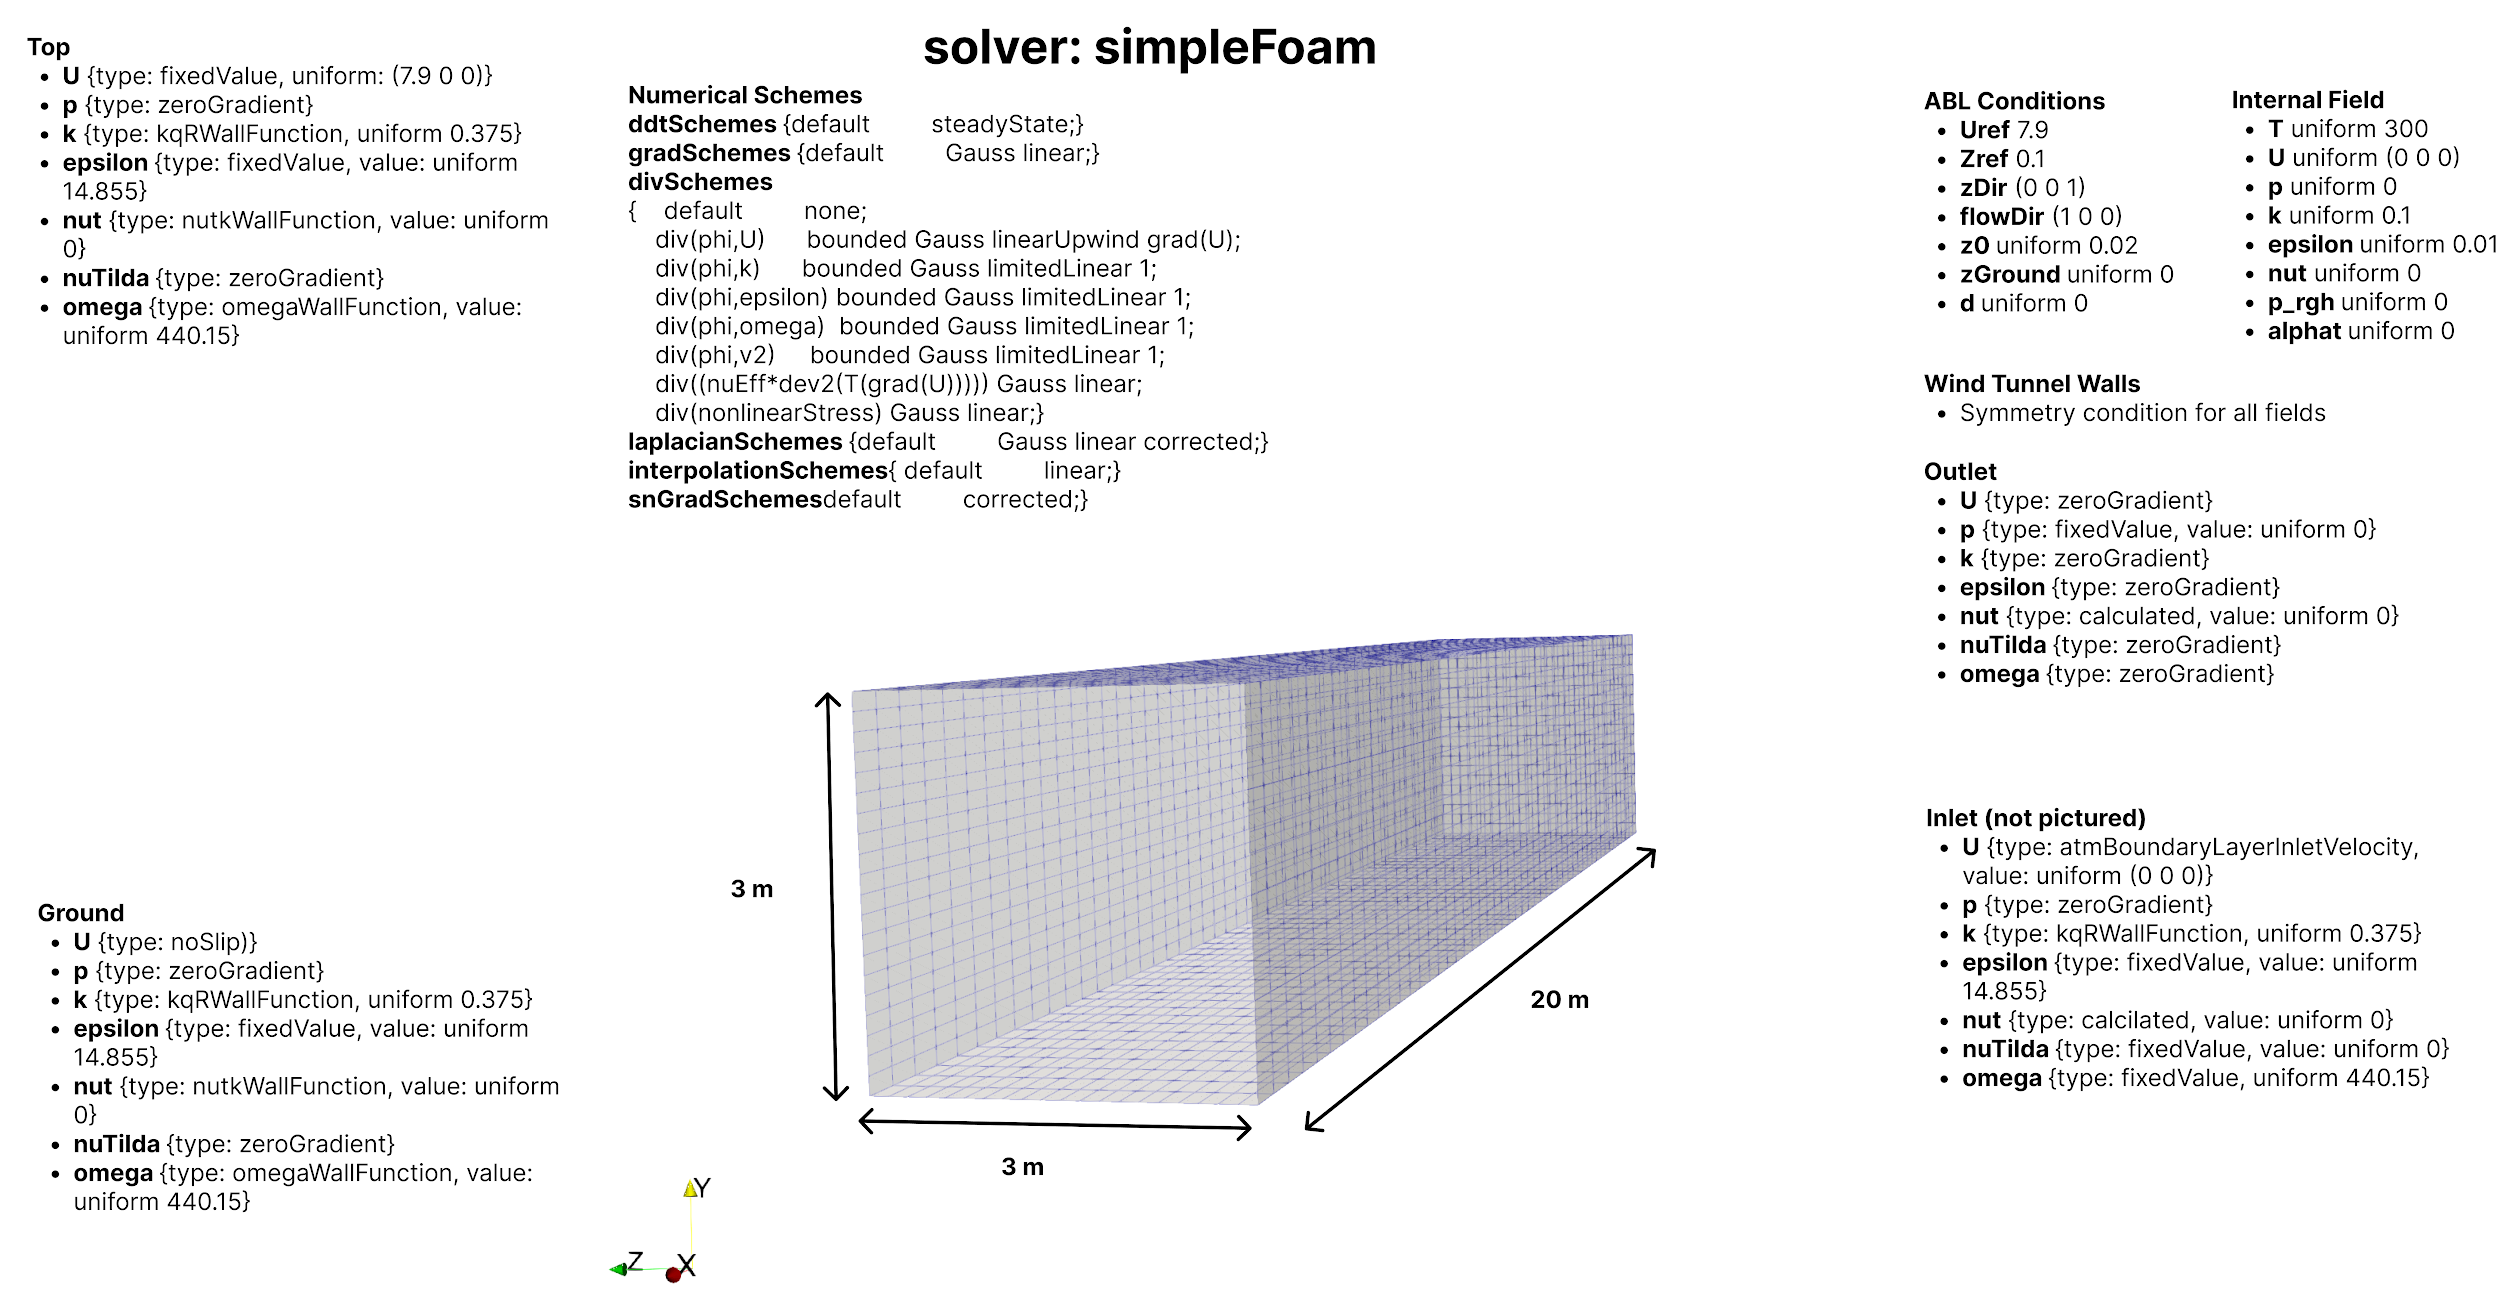 solver: simpleFoam
Top
• U {type: fixedValue, uniform: (7.9 0 0)}
• p {type: zeroGradient}
• k {type: kqRWallFunction, uniform 0.375}
• epsilon {type: fixedValue, value: uniform
14.855}
• nut {type: nutkWallFunction, value: uniform
0}
• nuTilda {type: zeroGradient}
• omega {type: omegaWallFunction, value:
uniform 440.15}
Numerical Schemes
ddtSchemes {default steadyState;}
gradSchemes {default Gauss linear;}
divSchemes
{ default none;
div(phi,U) bounded Gauss linearUpwind grad(U);
div(phi,k) bounded Gauss limitedLinear 1;
div(phi,epsilon) bounded Gauss limitedLinear 1;
div(phi,omega) bounded Gauss limitedLinear 1;
div(phi,v2) bounded Gauss limitedLinear 1;
div((nuEff*dev2(T(grad(U))))) Gauss linear;
div(nonlinearStress) Gauss linear;}
laplacianSchemes {default Gauss linear corrected;}
interpolationSchemes{ default linear;}
snGradSchemesdefault corrected;}
ABL Conditions
• Uref 7.9
• Zref 0.1
• zDir (0 0 1)
• flowDir (1 0 0)
• z0 uniform 0.02
• zGround uniform 0
• d uniform 0
Internal Field
• T uniform 300
• U uniform (0 0 0)
• p uniform 0
• k uniform 0.1
• epsilon uniform 0.01
• nut uniform 0
• p_rgh uniform 0
• alphat uniform 0
Wind Tunnel Walls
• Symmetry condition for all fields
Outlet
• U {type: zeroGradient}
• p {type: fixedValue, value: uniform 0}
• k {type: zeroGradient}
• epsilon {type: zeroGradient}
• nut {type: calculated, value: uniform 0}
• nuTilda {type: zeroGradient}
• omega {type: zeroGradient}
Inlet (not pictured)
• U {type: atmBoundaryLayerInletVelocity,
value: uniform (0 0 0)}
• p {type: zeroGradient}
• k {type: kqRWallFunction, uniform 0.375}
• epsilon {type: fixedValue, value: uniform
14.855}
• nut {type: calcilated, value: uniform 0}
• nuTilda {type: fixedValue, value: uniform 0}
• omega {type: fixedValue, uniform 440.15}
Ground
• U {type: noSlip)}
• p {type: zeroGradient}
• k {type: kqRWallFunction, uniform 0.375}
• epsilon {type: fixedValue, value: uniform
14.855}
• nut {type: nutkWallFunction, value: uniform
0}
• nuTilda {type: zeroGradient}
• omega {type: omegaWallFunction, value:
uniform 440.15}
3 m
20 m
3 m
Y
Z
X